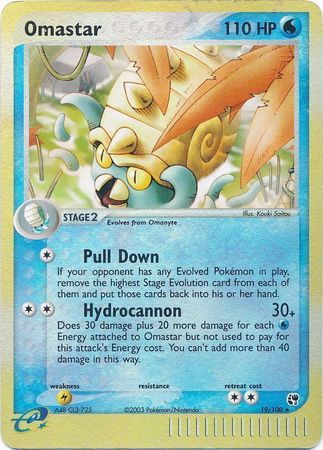 Omastar 110 HP
Illus. Kouki Saitou
STAGE2
Evolves from Omanyte
Pull Down
If your opponent has any Evolved Pokémon in play,
remove the highest Stage Evolution card from each of
them and put those cards back into his or her hand.
Hydrocannon 30+
Does 30 damage plus 20 more damage for each
Energy attached to Omastar but not used to pay for
this attack's Energy cost. You can't add more than 40
damage in this way.
weakness resistance retreat cost
A48-CL3-725 ©2003 Pokémon/Nintendo 19/100
e